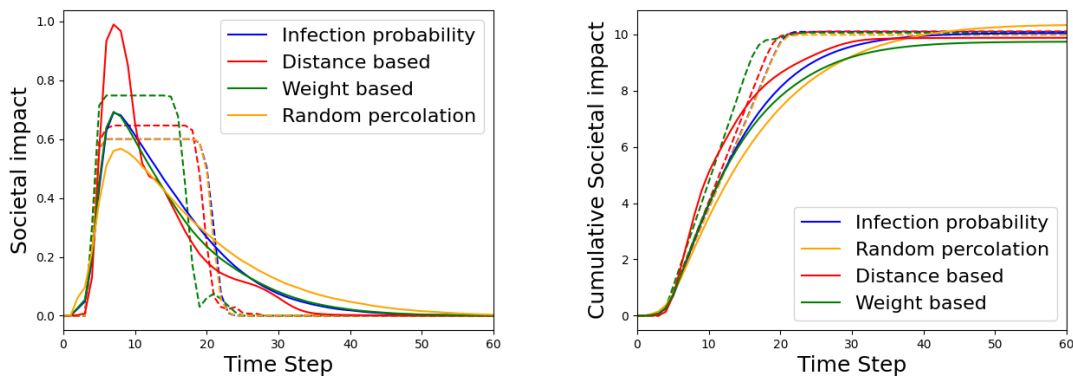 Societal impact
1.0
0.8
0.6
0.4
0.2
0.0
Infection probability
Distance based
Weight based
Random percolation
0
10
20
30
40
50
60
Time Step
Cumulative Societal impact
10
8
6
4
2
0
Infection probability
Random percolation
Distance based
Weight based
0
10
20
30
40
50
60
Time Step